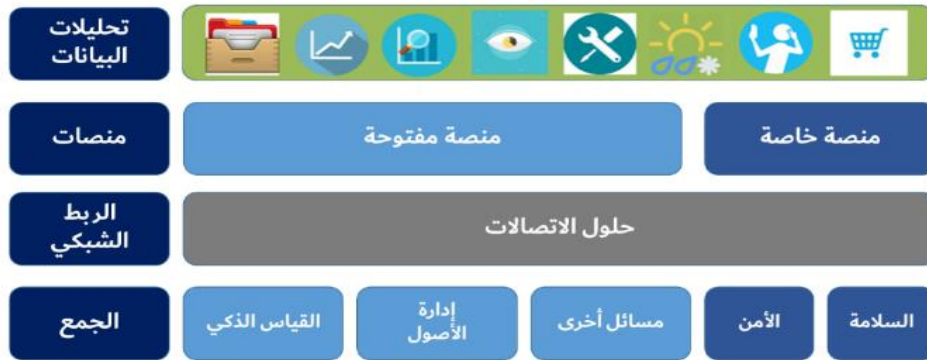 تحليلات
البيانات
منصة خاصة
منصة مفتوحة
منصات
حلول الاتصالات
الربط
الشبكي
السلامة
الأمن
مسائل أخرى
إدارة
الأصول
القياس الذكي
الجمع